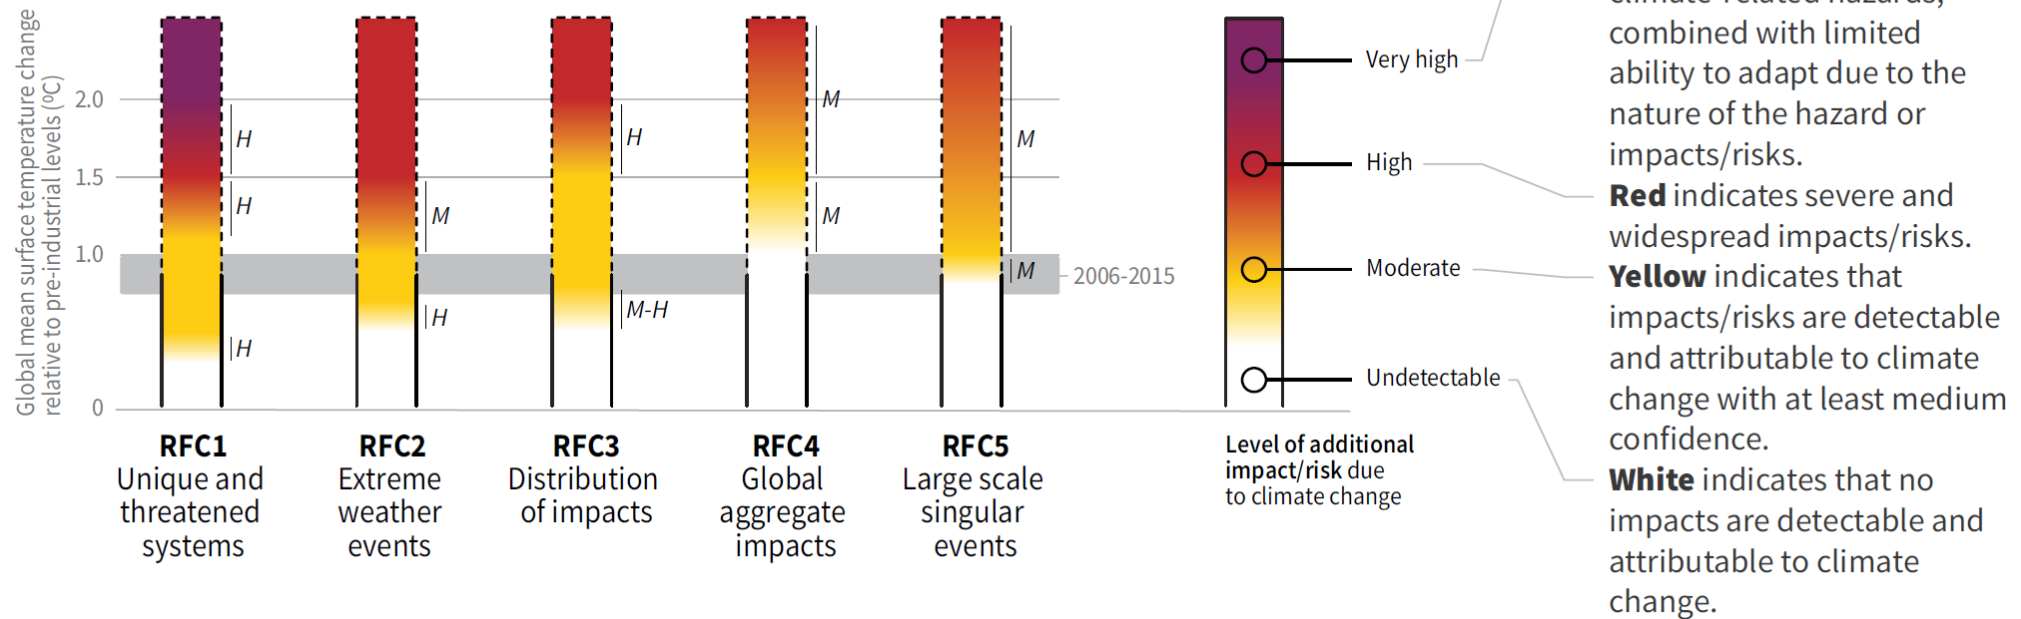 Global mean surface temperature change
relative to pre-industrial levels (ºC)
2.0
1.5
1.0
0
H
H
H
M
H
H
M-H
M
M
M
M
2006-2015
RFC1
Unique and
threatened
systems
RFC2
Extreme
weather
events
RFC3
Distribution
of impacts
RFC4
Global
aggregate
impacts
RFC5
Large scale
singular
events
Very high
High
Moderate
Undetectable
Level of additional
impact/risk due
to climate change
climate-related hazards,
combined with limited
ability to adapt due to the
nature of the hazard or
impacts/risks.
Red indicates severe and
widespread impacts/risks.
Yellow indicates that
impacts/risks are detectable
and attributable to climate
change with at least medium
confidence.
White indicates that no
impacts are detectable and
attributable to climate
change.